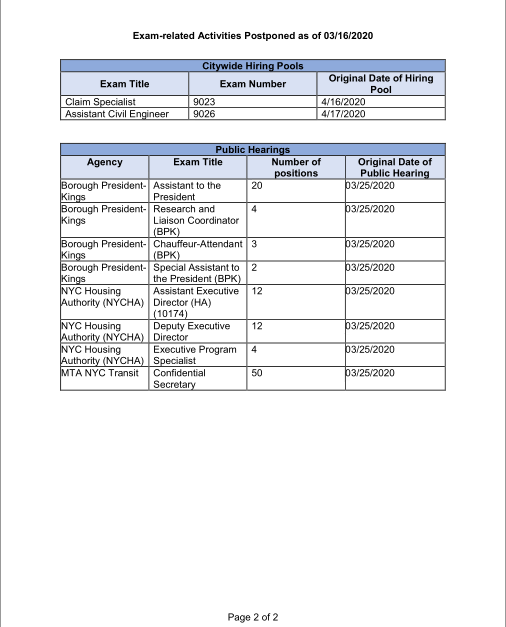 Exam-related Activities Postponed as of 03/16/2020
Citywide Hiring Pools
Exam Title Exam Number Original Date of Hiring Pool
Claim Specialist 9023 4/16/2020
Assistant Civil Engineer 9026 4/17/2020
Public Hearings
Agency Exam Title Number of positions Original Date of Public Hearing
Borough President-Kings Assistant to the President 20 03/25/2020
Borough President-Kings Research and Liaison Coordinator (BPK) 4 03/25/2020
Borough President-Kings Chauffeur-Attendant (BPK) 3 03/25/2020
Borough President-Kings Special Assistant to the President (BPK) 2 03/25/2020
NYC Housing Authority (NYCHA) Assistant Executive Director (HA) (10174) 12 03/25/2020
NYC Housing Authority (NYCHA) Deputy Executive Director 12 03/25/2020
NYC Housing Authority (NYCHA) Executive Program Specialist 4 03/25/2020
MTA NYC Transit Confidential Secretary 50 03/25/2020
Page 2 of 2